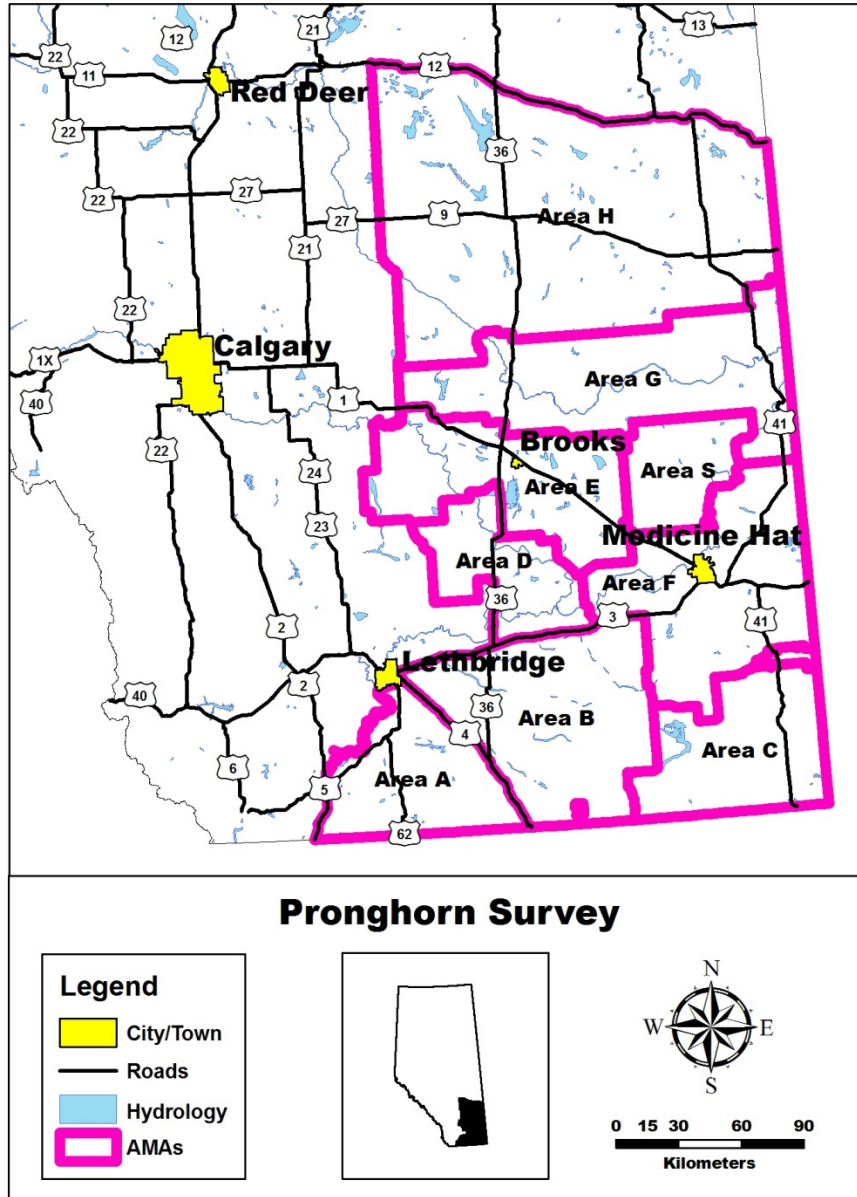 12
21
13
22
11
Red Deer
12
22
36
22
27
27
9
Area H
21
22
Calgary
1X
40
1
Area G
22
41
24
Brooks
Area S
Area E
23
Medicine Hat
Area D
Area F
36
3
41
2
Lethbridge
2
40
36
Area B
4
Area C
6
5
Area A
62
Pronghorn Survey
Legend
City/Town
Roads
Hydrology
AMAs
N
W E
S
0 15 30 60 90
Kilometers